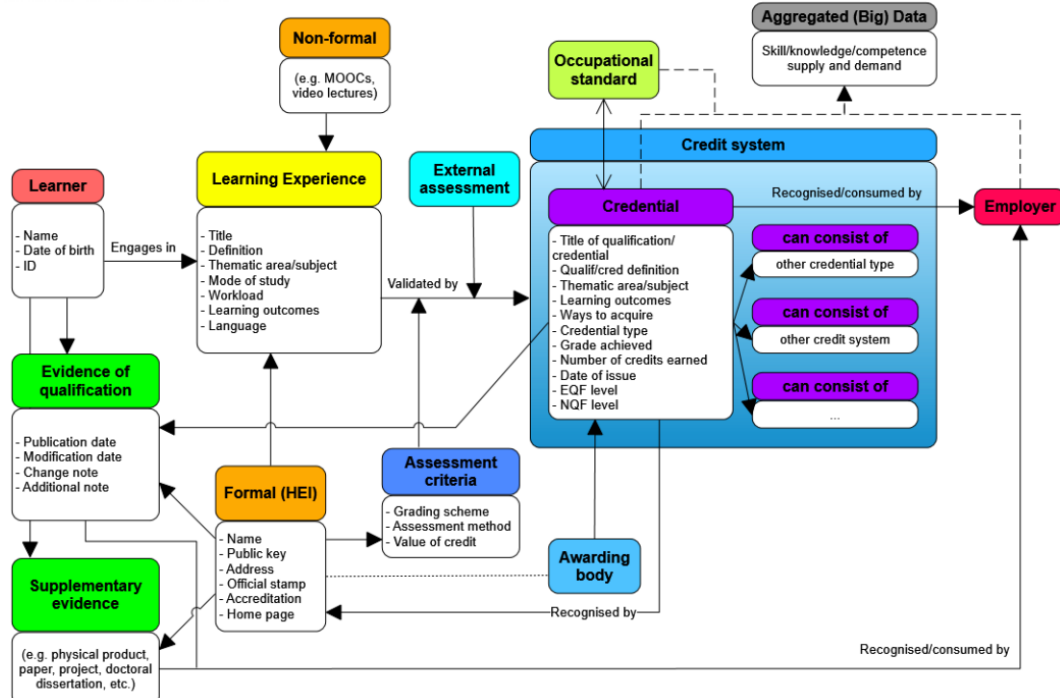 Non-formal
(e.g. MOOCs,
video lectures)
Occupational
standard
Aggregated (Big) Data
Skill/knowledge/competence
supply and demand
Learner
- Name
- Date of birth
- ID
Engages in
Learning Experience
- Title
- Definition
- Thematic area/subject
- Mode of study
- Workload
- Learning outcomes
- Language
External
assessment
Validated by
Credit system
Credential
- Title of qualification/
credential
- Qualif/cred definition
- Thematic area/subject
- Learning outcomes
- Ways to acquire
- Credential type
- Grade achieved
- Number of credits earned
- Date of issue
- EQF level
- NQF level
Recognised/consumed by
Employer
can consist of
other credential type
can consist of
other credit system
can consist of
...
Evidence of
qualification
- Publication date
- Modification date
- Change note
- Additional note
Formal (HEI)
- Name
- Public key
- Address
- Official stamp
- Accreditation
- Home page
Assessment
criteria
- Grading scheme
- Assessment method
- Value of credit
Awarding
body
Recognised by
Supplementary
evidence
(e.g. physical product,
paper, project, doctoral
dissertation, etc.)
Recognised/consumed by